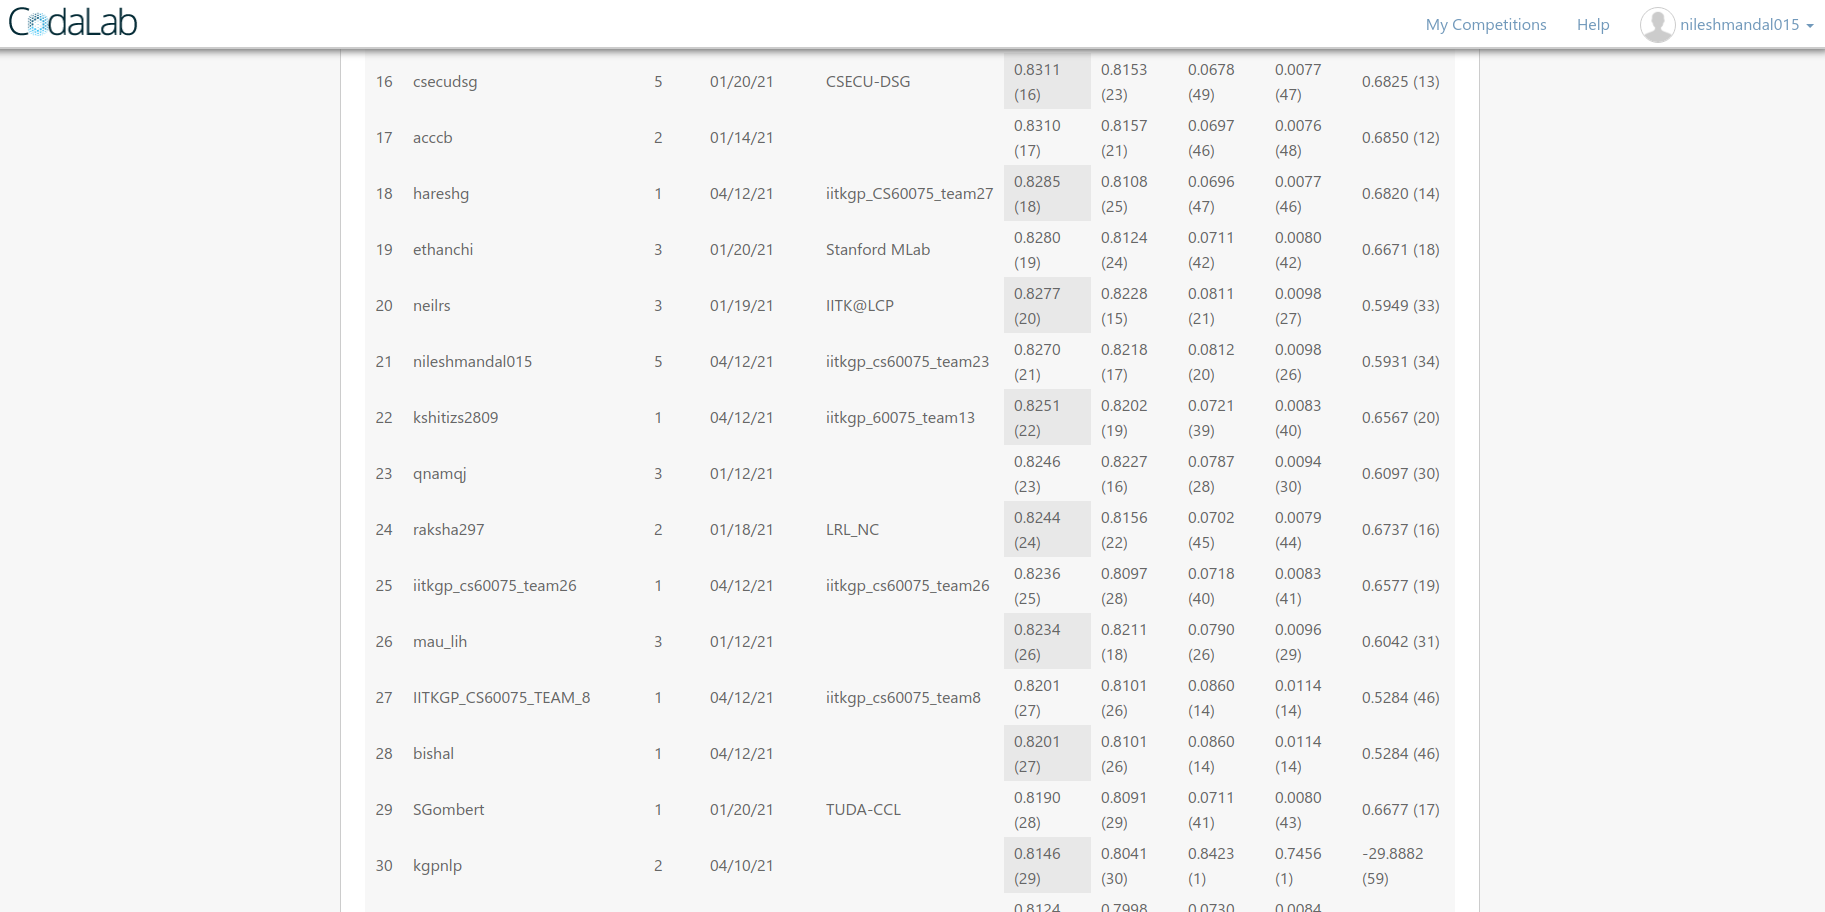 CodaLab
My Competitions Help nileshmandal015
16 csecudsg 5 01/20/21 CSECU-DSG 0.8311 (16) 0.8153 (23) 0.0678 (49) 0.0077 (47) 0.6825 (13)
17 acccb 2 01/14/21 0.8310 (17) 0.8157 (21) 0.0697 (46) 0.0076 (48) 0.6850 (12)
18 hareshg 1 04/12/21 iitkgp_CS60075_team27 0.8285 (18) 0.8108 (25) 0.0696 (47) 0.0077 (46) 0.6820 (14)
19 ethanchi 3 01/20/21 Stanford MLab 0.8280 (19) 0.8124 (24) 0.0711 (42) 0.0080 (42) 0.6671 (18)
20 neilrs 3 01/19/21 IITK@LCP 0.8277 (20) 0.8228 (15) 0.0811 (21) 0.0098 (27) 0.5949 (33)
21 nileshmandal015 5 04/12/21 iitkgp_cs60075_team23 0.8270 (21) 0.8218 (17) 0.0812 (20) 0.0098 (26) 0.5931 (34)
22 kshitizs2809 1 04/12/21 iitkgp_60075_team13 0.8251 (22) 0.8202 (19) 0.0721 (39) 0.0083 (40) 0.6567 (20)
23 qnamqj 3 01/12/21 0.8246 (23) 0.8227 (16) 0.0787 (28) 0.0094 (30) 0.6097 (30)
24 raksha297 2 01/18/21 LRL_NC 0.8244 (24) 0.8156 (22) 0.0702 (45) 0.0079 (44) 0.6737 (16)
25 iitkgp_cs60075_team26 1 04/12/21 iitkgp_cs60075_team26 0.8236 (25) 0.8097 (28) 0.0718 (40) 0.0083 (41) 0.6577 (19)
26 mau_lih 3 01/12/21 0.8234 (26) 0.8211 (18) 0.0790 (26) 0.0096 (29) 0.6042 (31)
27 IITKGP_CS60075_TEAM_8 1 04/12/21 iitkgp_cs60075_team8 0.8201 (27) 0.8101 (26) 0.0860 (14) 0.0114 (14) 0.5284 (46)
28 bishal 1 04/12/21 0.8201 (27) 0.8101 (26) 0.0860 (14) 0.0114 (14) 0.5284 (46)
29 SGombert 1 01/20/21 TUDA-CCL 0.8190 (28) 0.8091 (29) 0.0711 (41) 0.0080 (43) 0.6677 (17)
30 kgpnlp 2 04/10/21 0.8146 (29) 0.8041 (30) 0.8423 (1) 0.7456 (1) -29.8882 (59)
0.8124 0.7998 0.0730 0.0084